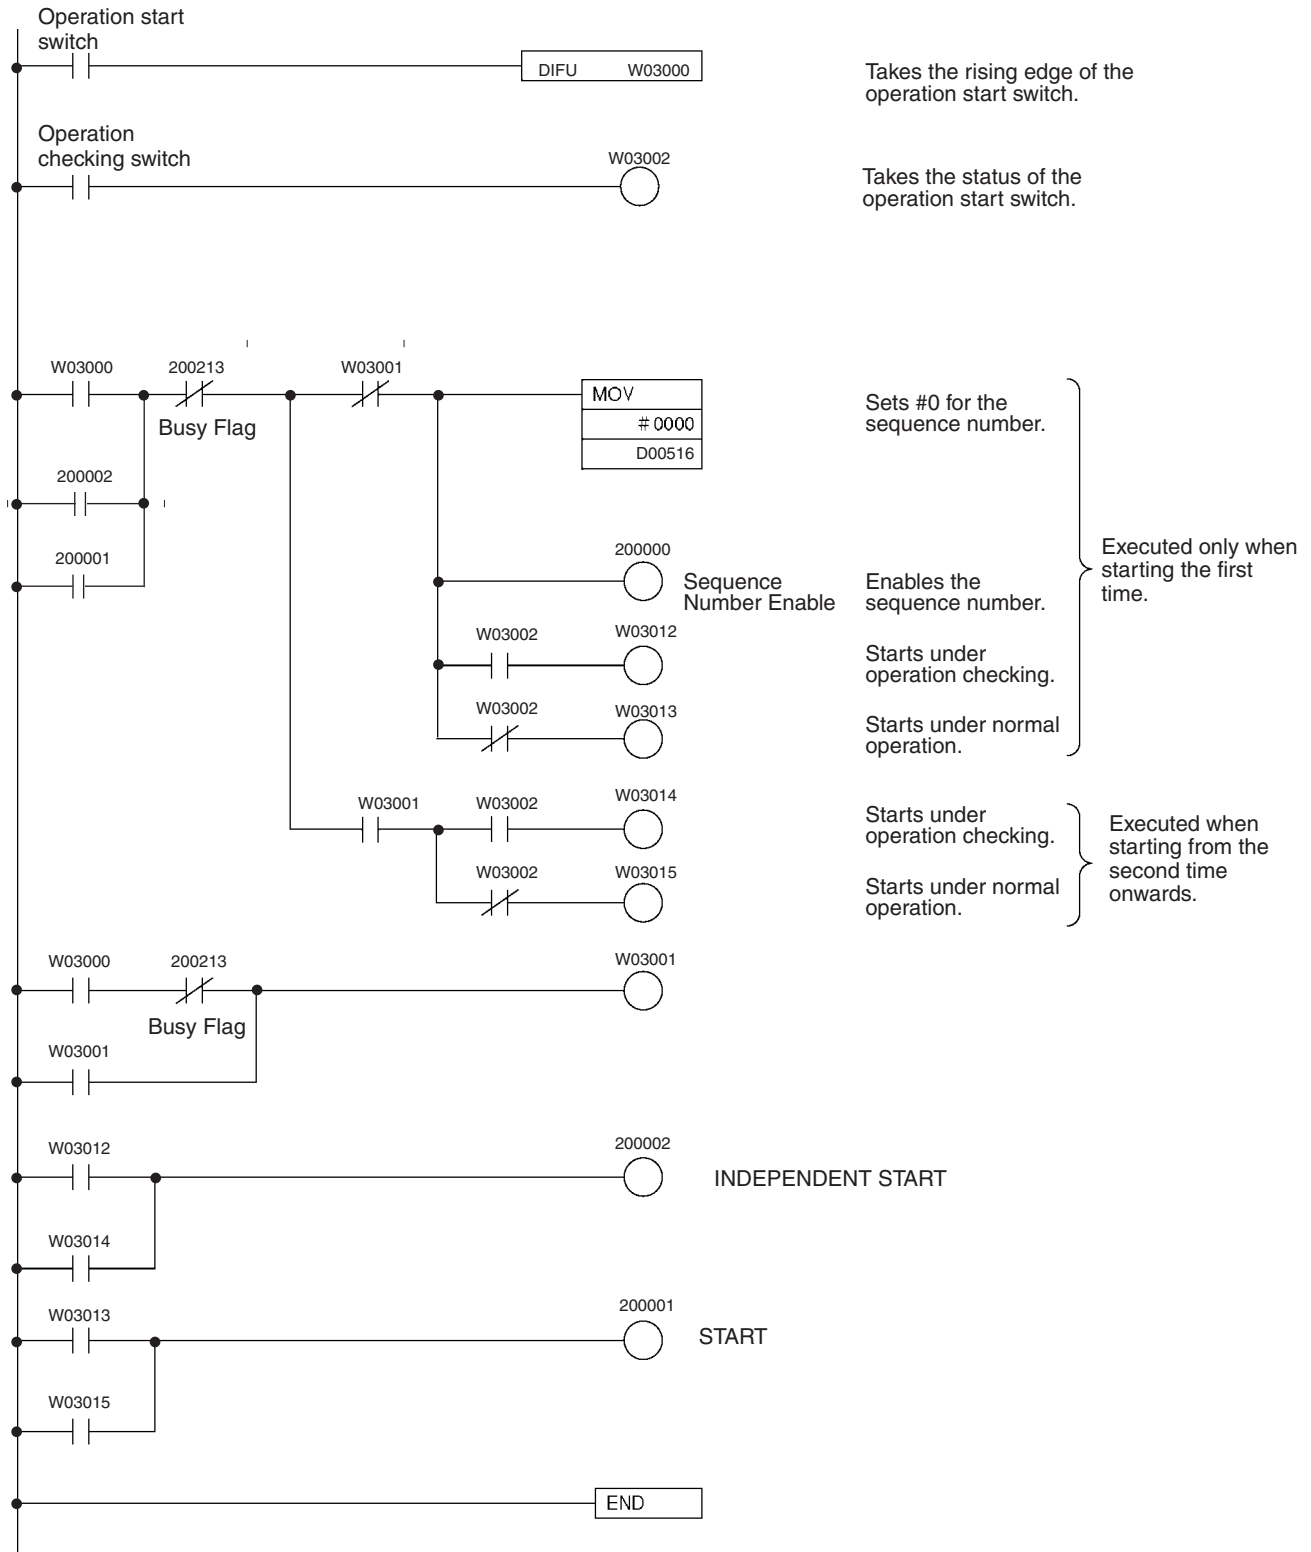 Operation start
switch
DIFU W03000
Takes the rising edge of the
operation start switch.
Operation
checking switch
W03002
Takes the status of the
operation start switch.
W03000
200213
W03001
Busy Flag
MOV
# 0000
D00516
Sets #0 for the
sequence number.
200002
200001
200000
Sequence
Number Enable
Enables the
sequence number.
Executed only when
starting the first
time.
W03002
W03012
Starts under
operation checking.
W03002
W03013
Starts under normal
operation.
W03001
W03002
W03014
Starts under
operation checking.
W03002
W03015
Starts under normal
operation.
Executed when
starting from the
second time
onwards.
W03000
200213
W03001
Busy Flag
W03001
W03012
200002
INDEPENDENT START
W03014
W03013
200001
START
W03015
END